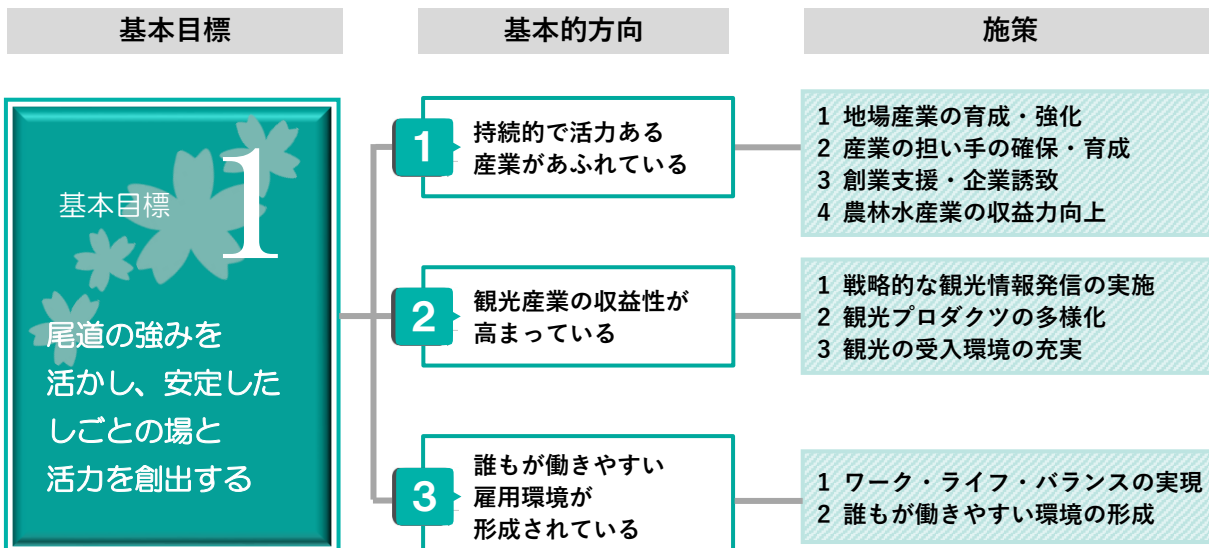 基本目標
基本的方向
施策
基本目標 1
尾道の強みを
活かし、安定した
しごとの場と
活力を創出する
1
持続的で活力ある
産業があふれている
1 地場産業の育成・強化
2 産業の担い手の確保・育成
3 創業支援・企業誘致
4 農林水産業の収益力向上
2
観光産業の収益性が
高まっている
1 戦略的な観光情報発信の実施
2 観光プロダクツの多様化
3 観光の受入環境の充実
3
誰もが働きやすい
雇用環境が
形成されている
1 ワーク・ライフ・バランスの実現
2 誰もが働きやすい環境の形成